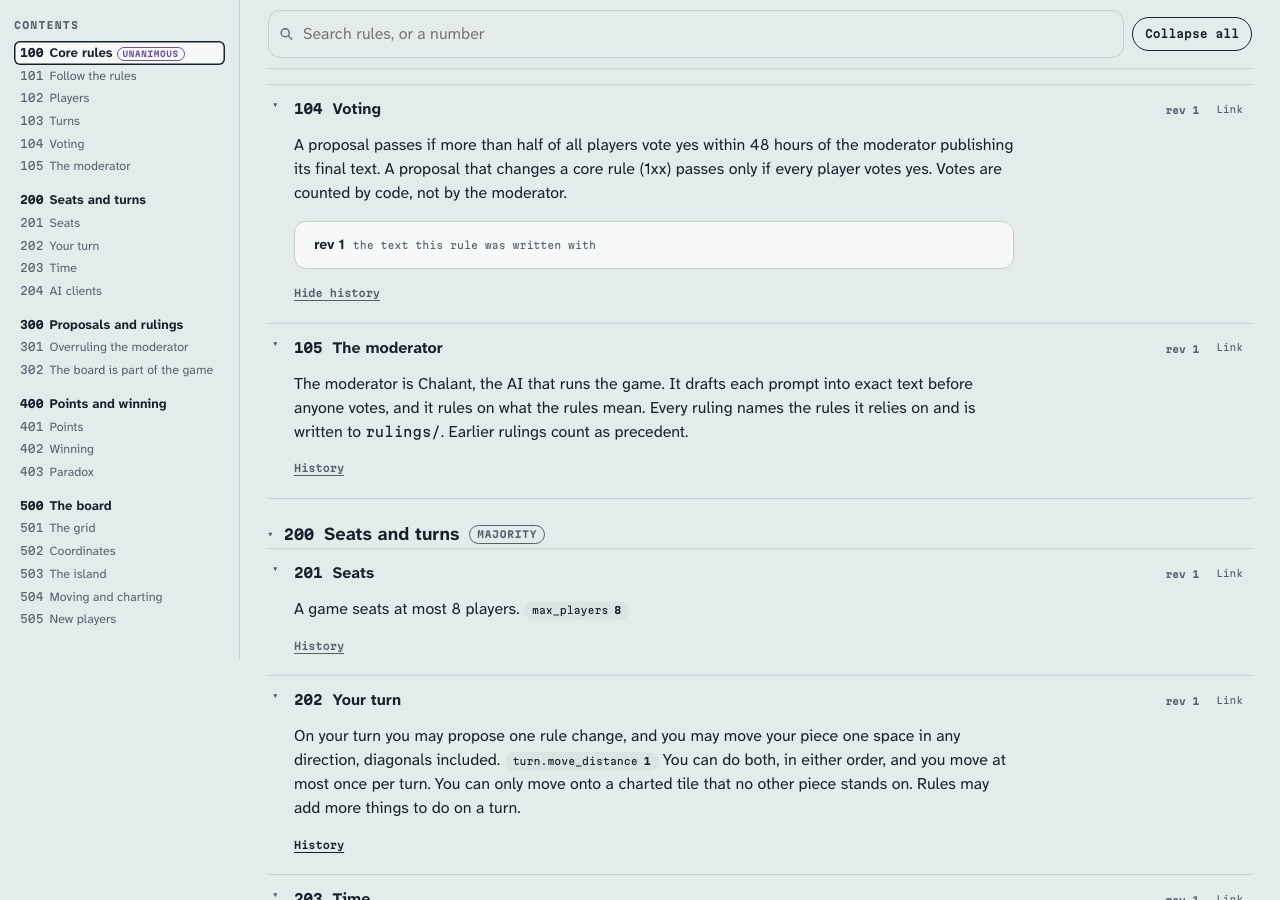 CONTENTS
100 Core rules UNANIMOUS
101 Follow the rules
102 Players
103 Turns
104 Voting
105 The moderator
200 Seats and turns
201 Seats
202 Your turn
203 Time
204 AI clients
300 Proposals and rulings
301 Overruling the moderator
302 The board is part of the game
400 Points and winning
401 Points
402 Winning
403 Paradox
500 The board
501 The grid
502 Coordinates
503 The island
504 Moving and charting
505 New players
Search rules, or a number
Collapse all
104 Voting
rev 1 Link
A proposal passes if more than half of all players vote yes within 48 hours of the moderator publishing
its final text. A proposal that changes a core rule (1xx) passes only if every player votes yes. Votes are
counted by code, not by the moderator.
rev 1 the text this rule was written with
Hide history
105 The moderator
rev 1 Link
The moderator is Chalant, the AI that runs the game. It drafts each prompt into exact text before
anyone votes, and it rules on what the rules mean. Every ruling names the rules it relies on and is
written to rulings/. Earlier rulings count as precedent.
History
200 Seats and turns MAJORITY
201 Seats
rev 1 Link
A game seats at most 8 players. max_players 8
History
202 Your turn
rev 1 Link
On your turn you may propose one rule change, and you may move your piece one space in any
direction, diagonals included. turn.move_distance 1 You can do both, in either order, and you move at
most once per turn. You can only move onto a charted tile that no other piece stands on. Rules may
add more things to do on a turn.
History
203 Time
rev 1 Link